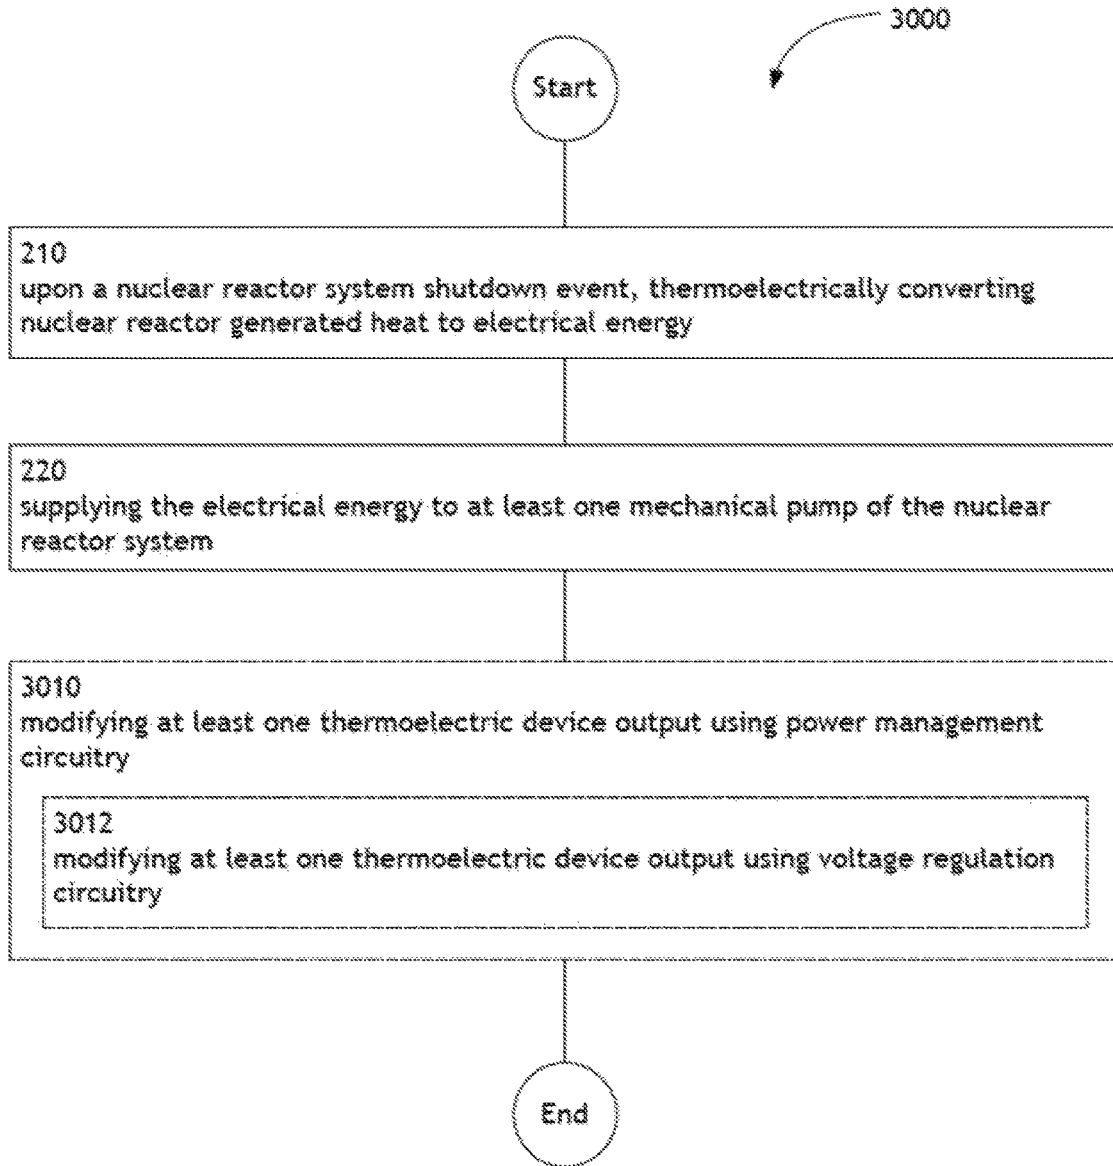 3000
Start
210
upon a nuclear reactor system shutdown event, thermoelectrically converting
nuclear reactor generated heat to electrical energy
220
supplying the electrical energy to at least one mechanical pump of the nuclear
reactor system
3010
modifying at least one thermoelectric device output using power management
circuitry
3012
modifying at least one thermoelectric device output using voltage regulation
circuitry
End